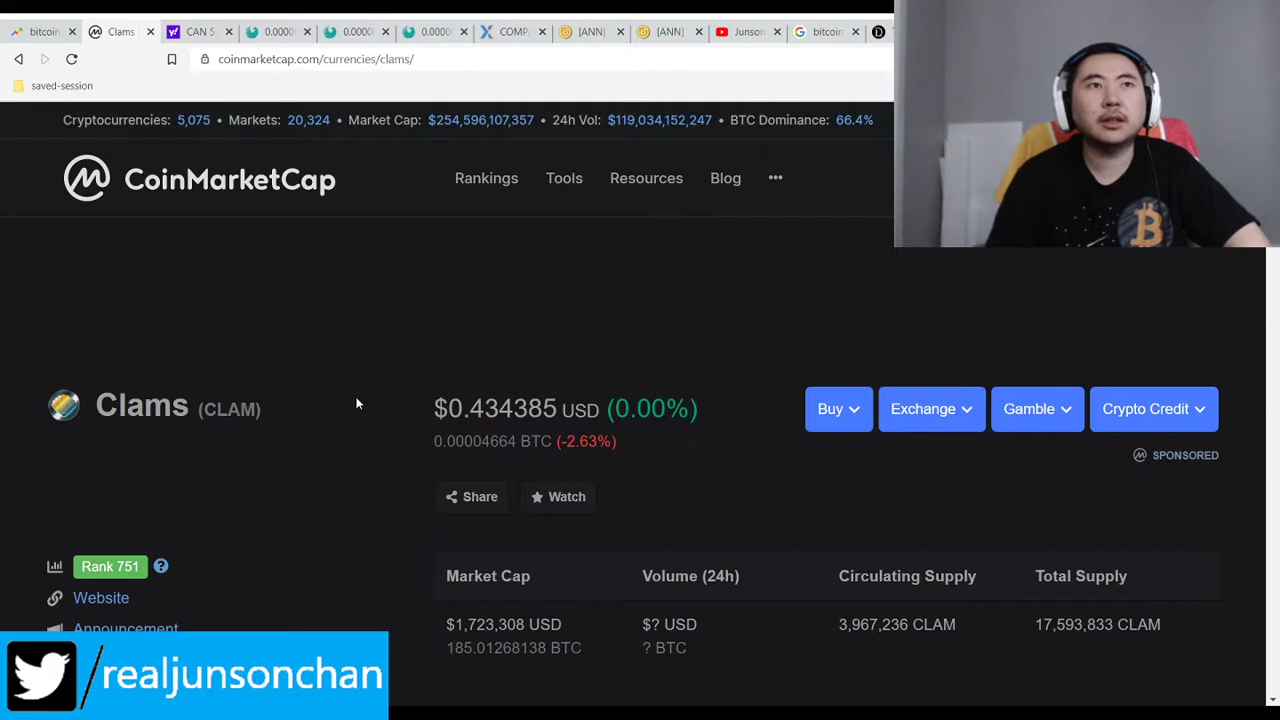 bitcoin
Clams
CAN 5.
0.0000
0.0000
0.0000
COMP.
[ANN]
[ANN]
Junson
bitcoin
coinmarketcap.com/currencies/clams/
saved-session
Cryptocurrencies: 5,075 • Markets: 20,324 • Market Cap: $254,596,107,357 • 24h Vol: $119,034,152,247 • BTC Dominance: 66.4%
CoinMarketCap
Rankings Tools Resources Blog •••
Clams (CLAM)
$0.434385 USD (0.00%)
0.00004664 BTC (-2.63%)
Buy Exchange Gamble Crypto Credit
SPONSORED
Share Watch
Rank 751 ?
Website
Announcement
Market Cap Volume (24h) Circulating Supply Total Supply
$1,723,308 USD $? USD 3,967,236 CLAM 17,593,833 CLAM
185.01268138 BTC ? BTC
/realjunsonchan